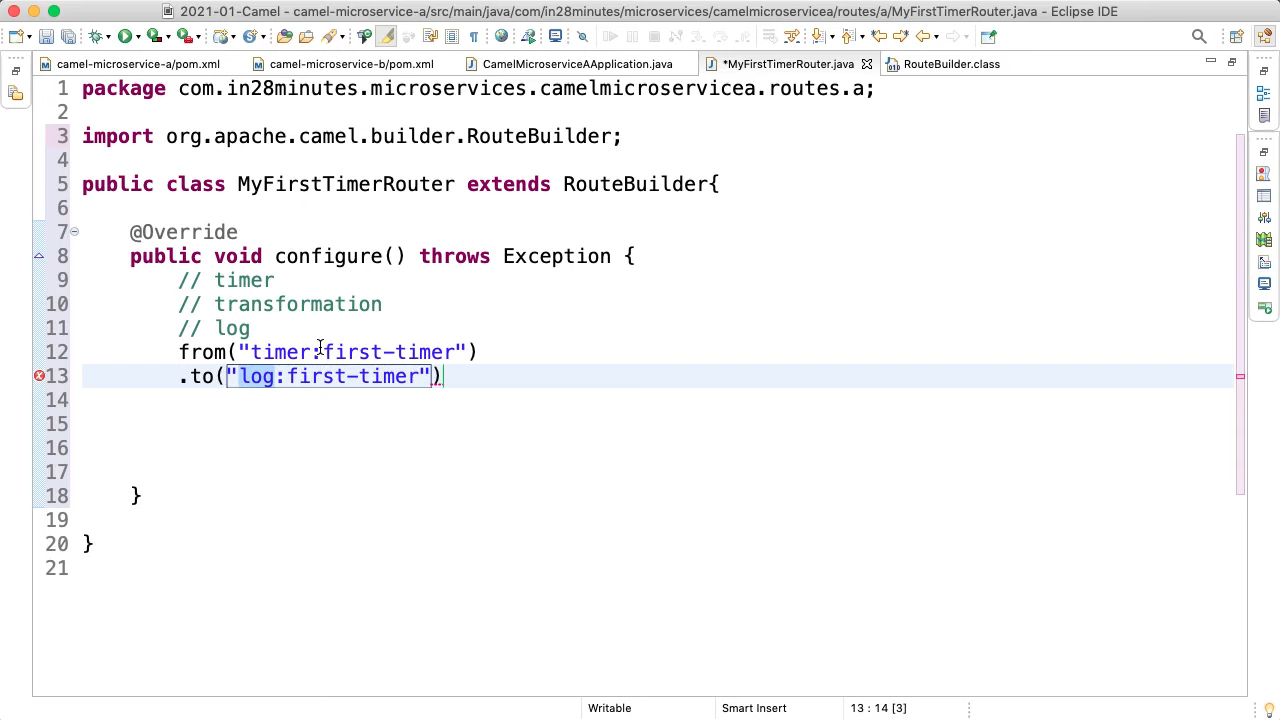 2021-01-Camel - camel-microservice-a/src/main/java/com/in28minutes/microservices/camelmicroservicea/routes/a/MyFirstTimerRouter.java - Eclipse IDE
camel-microservice-a/pom.xml camel-microservice-b/pom.xml CamelMicroserviceAApplication.java *MyFirstTimerRouter.java RouteBuilder.class
1 package com.in28minutes.microservices.camelmicroservicea.routes.a;
2
3 import org.apache.camel.builder.RouteBuilder;
4
5 public class MyFirstTimerRouter extends RouteBuilder{
6
7 @Override
8 public void configure() throws Exception {
9 // timer
10 // transformation
11 // log
12 from("timer:first-timer")
13 .to("log:first-timer")
14
15
16
17
18 }
19
20 }
21
Writable Smart Insert 13 : 14 [3]